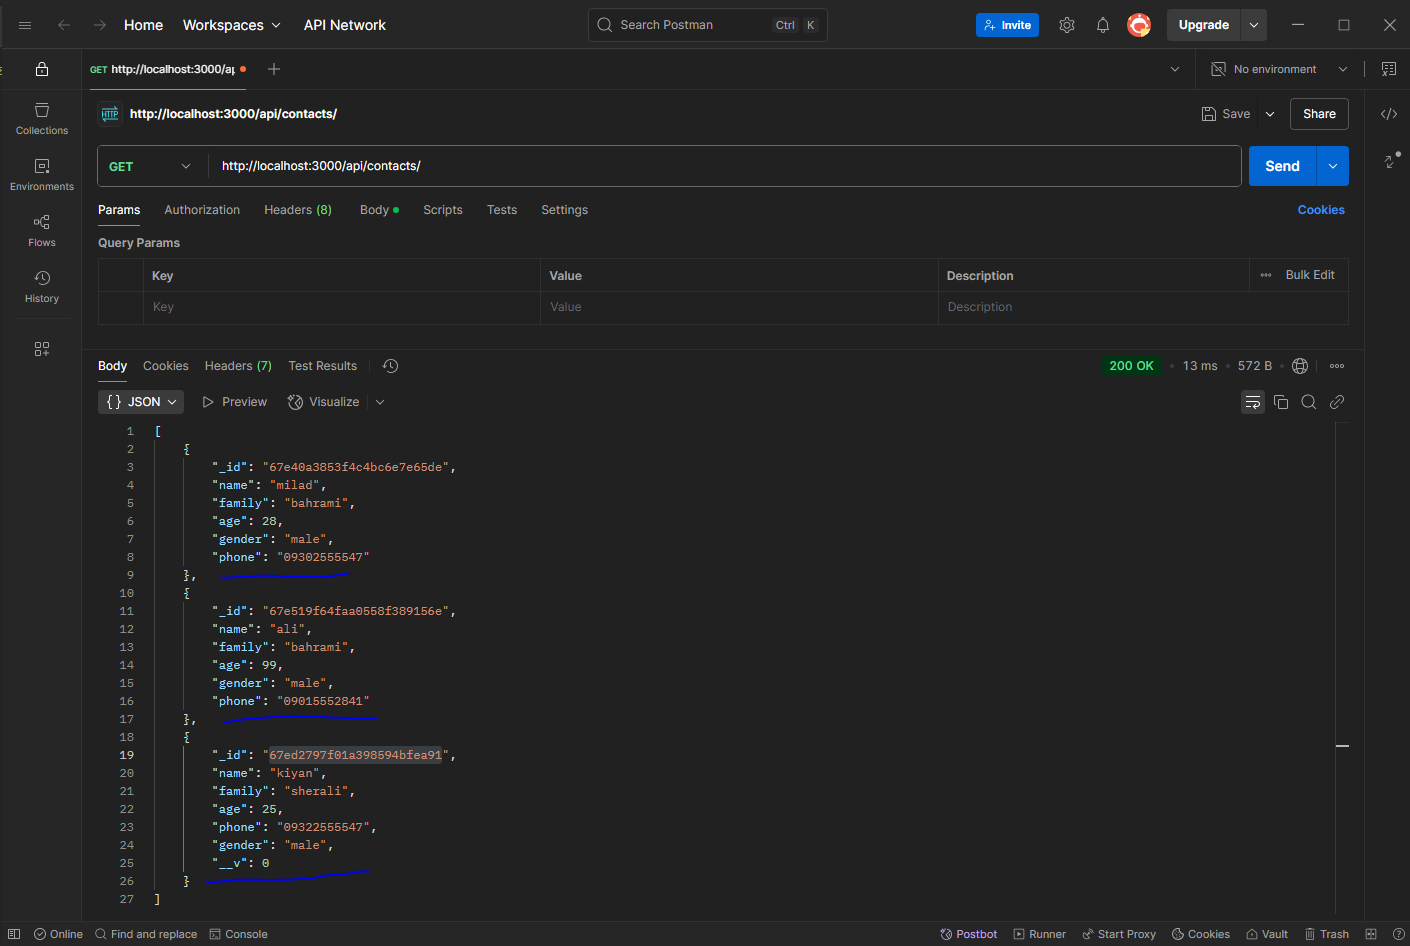 Home Workspaces API Network Search Postman Ctrl K Invite Upgrade
GET http://localhost:3000/ap No environment
HTTP http://localhost:3000/api/contacts/ Save Share
Collections
GET http://localhost:3000/api/contacts/ Send
Environments
Params Authorization Headers (8) Body Scripts Tests Settings Cookies
Flows
Query Params
Key Value Description Bulk Edit
Key Value Description
History
Body Cookies Headers (7) Test Results 200 OK 13 ms 572 B
{ } JSON Preview Visualize
1 [
2 {
3 "_id": "67e40a3853f4c4bc6e7e65de",
4 "name": "milad",
5 "family": "bahrami",
6 "age": 28,
7 "gender": "male",
8 "phone": "09302555547"
9 },
10 {
11 "_id": "67e519f64faa0558f389156e",
12 "name": "ali",
13 "family": "bahrami",
14 "age": 99,
15 "gender": "male",
16 "phone": "09015552841"
17 },
18 {
19 "_id": "67ed2797f01a398594bfea91",
20 "name": "kiyan",
21 "family": "sherali",
22 "age": 25,
23 "phone": "09322555547",
24 "gender": "male",
25 "__v": 0
26 }
27 ]
Online Find and replace Console Postbot Runner Start Proxy Cookies Vault Trash